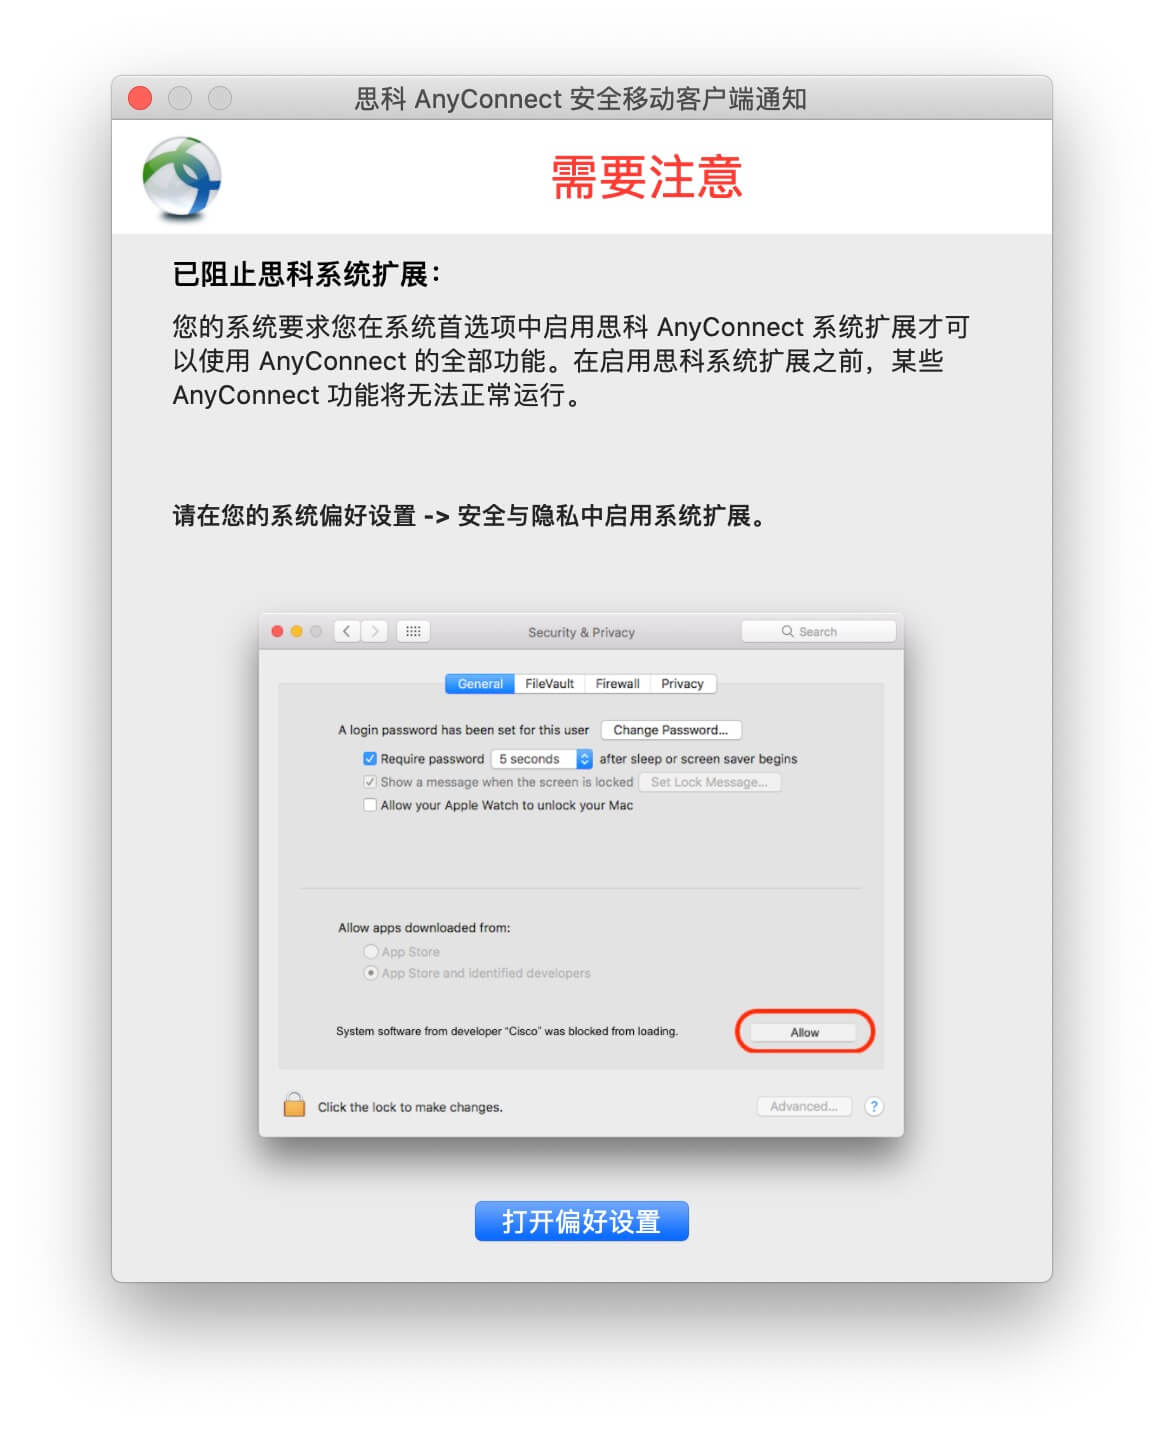 思科 AnyConnect 安全移动客户端通知
需要注意
已阻止思科系统扩展：
您的系统要求您在系统首选项中启用思科 AnyConnect 系统扩展才可
以使用 AnyConnect 的全部功能。在启用思科系统扩展之前，某些
AnyConnect 功能将无法正常运行。
请在您的系统偏好设置 -> 安全与隐私中启用系统扩展。
Security & Privacy
Search
General FileVault Firewall Privacy
A login password has been set for this user Change Password...
Require password 5 seconds after sleep or screen saver begins
Show a message when the screen is locked Set Lock Message...
Allow your Apple Watch to unlock your Mac
Allow apps downloaded from:
App Store
App Store and identified developers
System software from developer “Cisco” was blocked from loading. Allow
Click the lock to make changes. Advanced... ?
打开偏好设置